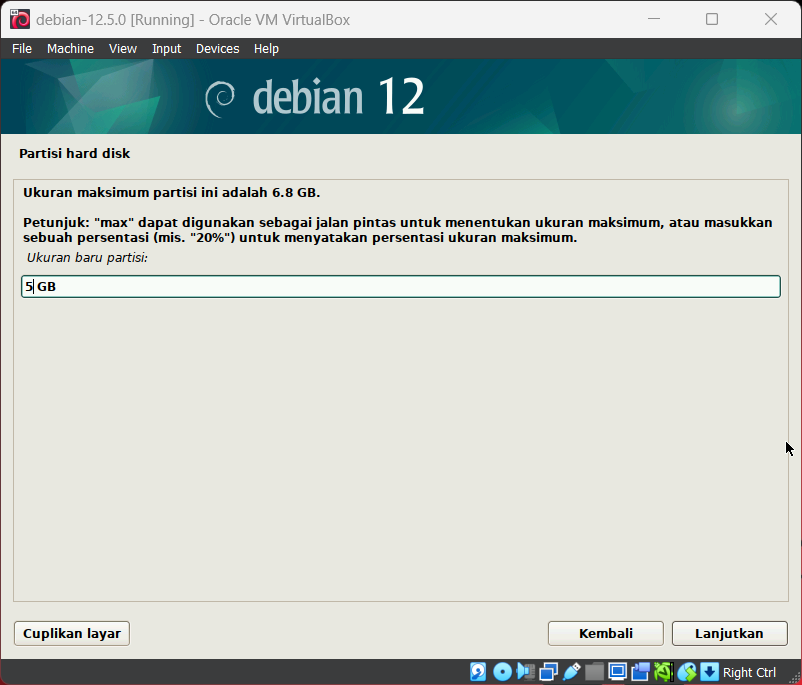 debian-12.5.0 [Running] - Oracle VM VirtualBox
File Machine View Input Devices Help
debian 12
Partisi hard disk
Ukuran maksimum partisi ini adalah 6.8 GB.
Petunjuk: "max" dapat digunakan sebagai jalan pintas untuk menentukan ukuran maksimum, atau masukkan
sebuah persentasi (mis. "20%") untuk menyatakan persentasi ukuran maksimum.
Ukuran baru partisi:
5 GB
Cuplikan layar
Kembali
Lanjutkan
Right Ctrl